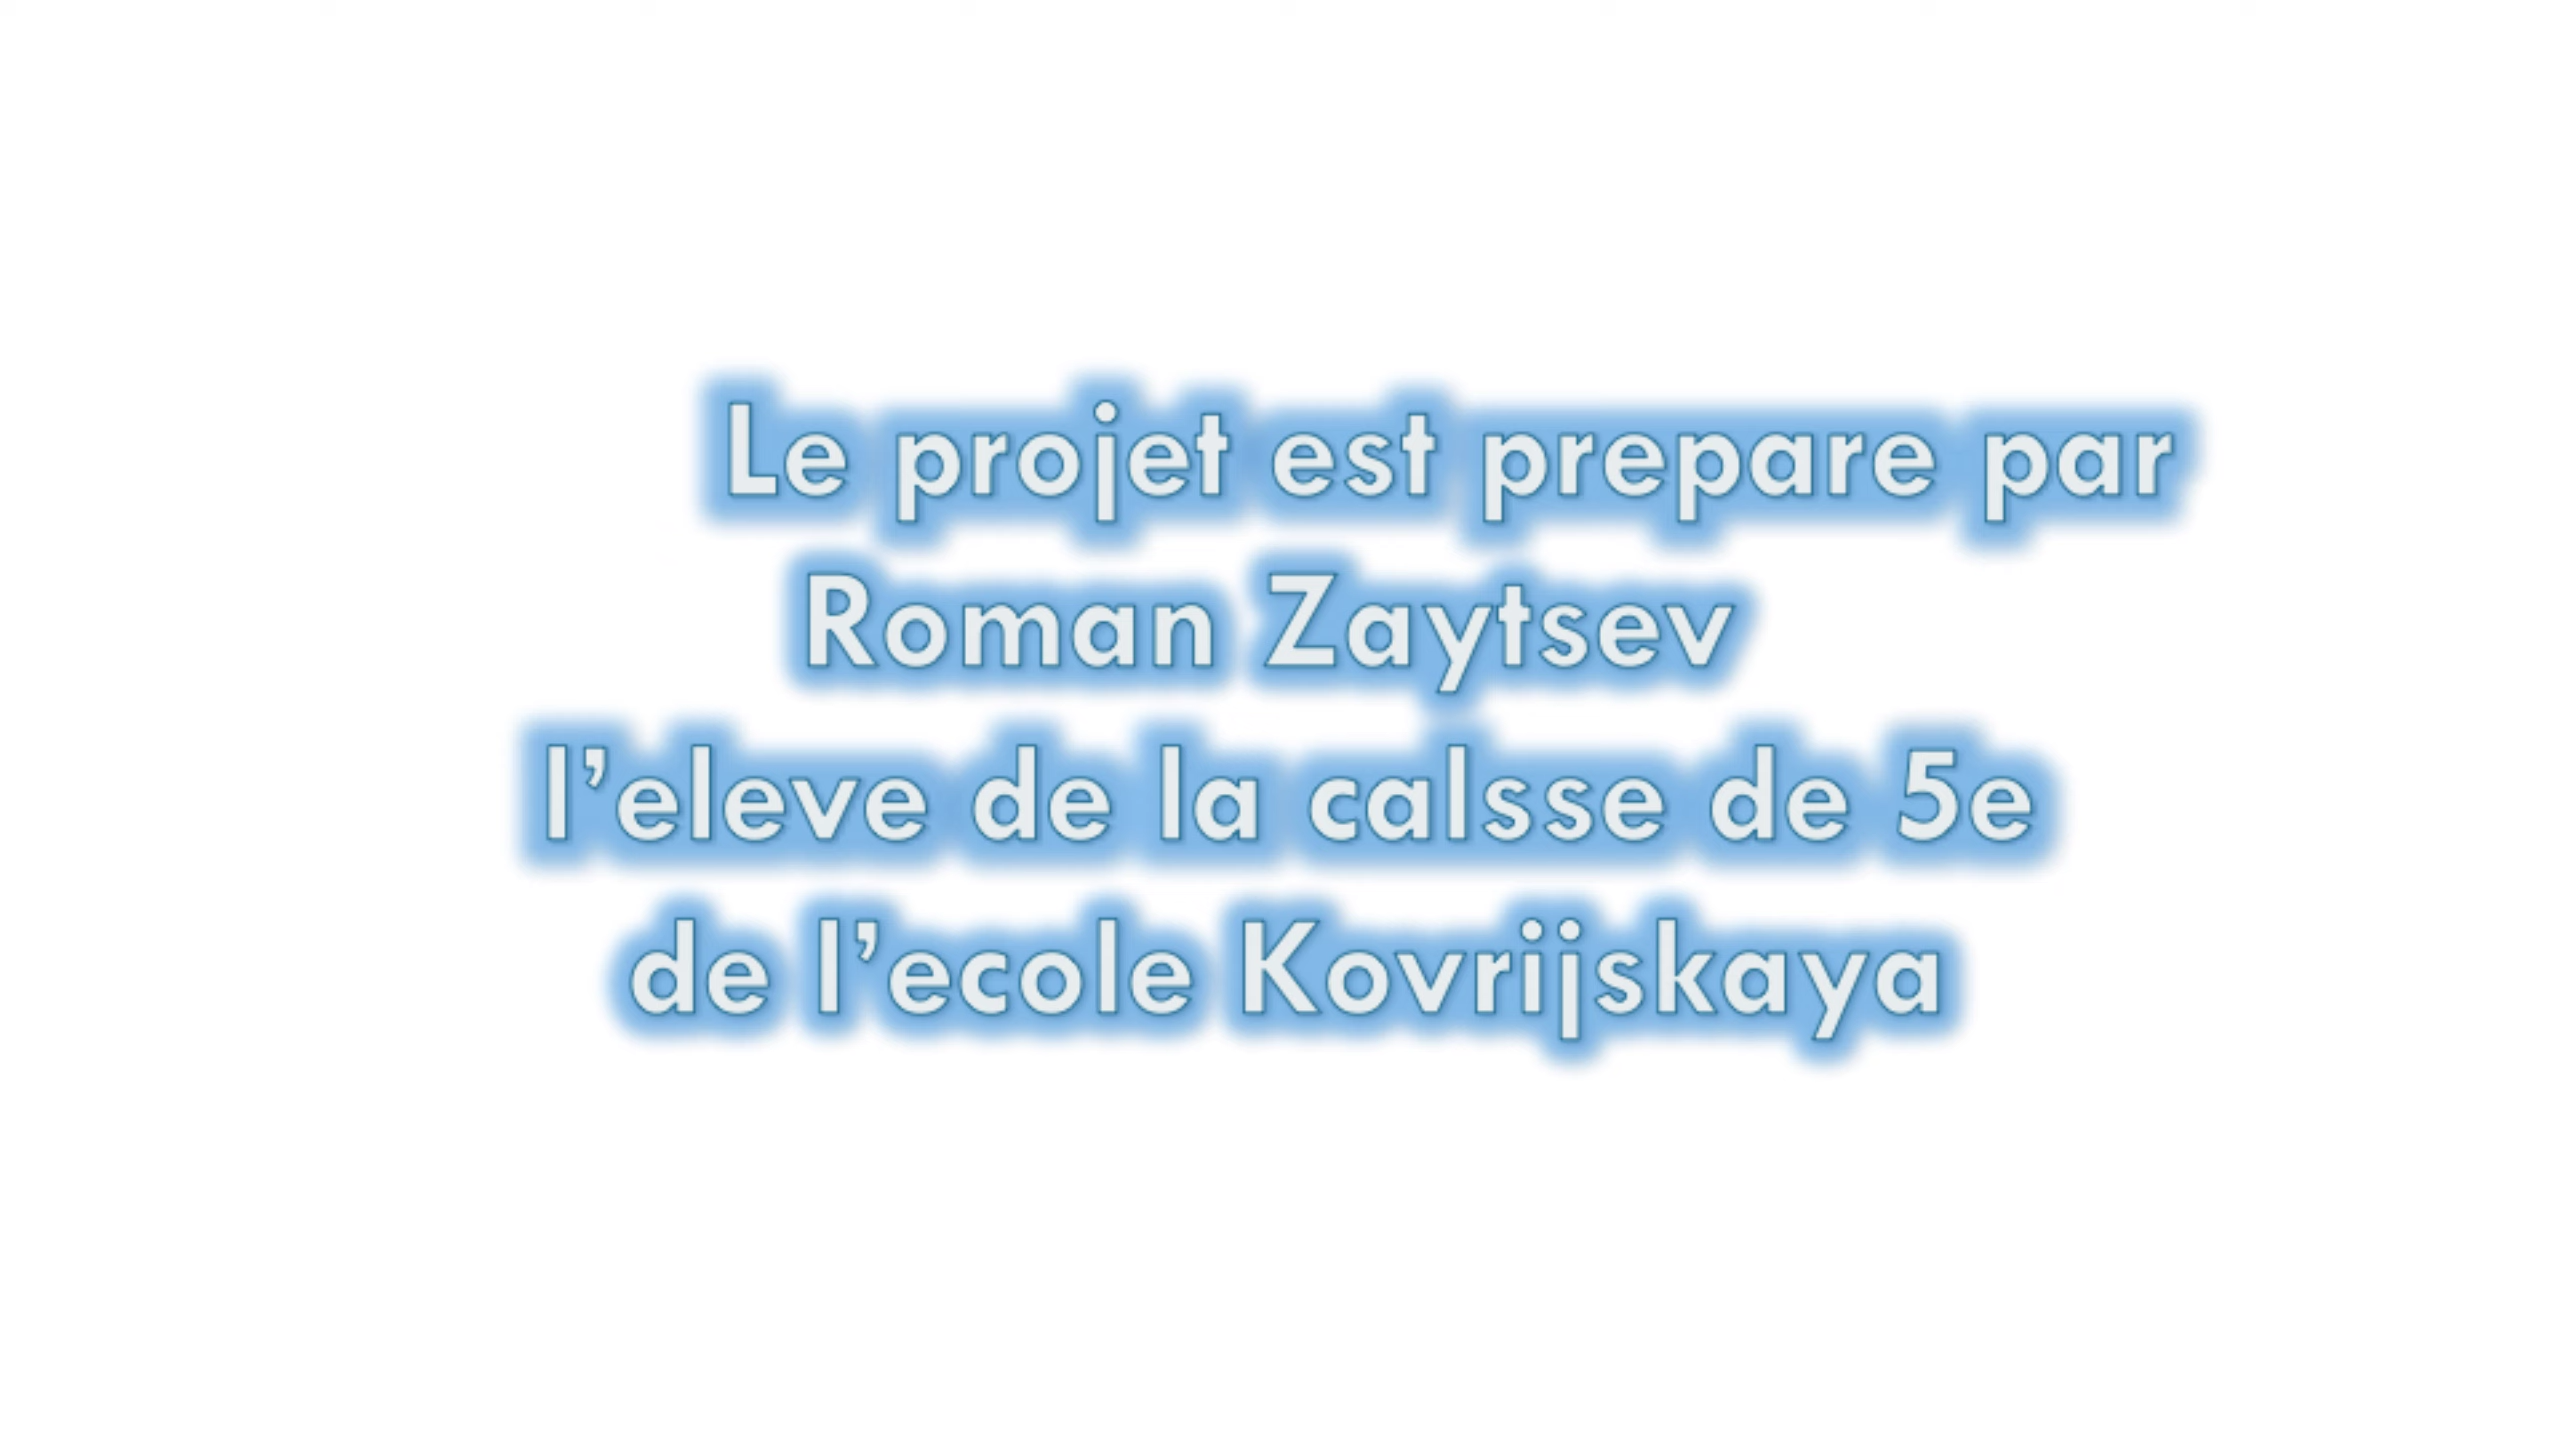 Le projet est prepare par
Roman Zaytsev
l’eleve de la calsse de 5e
de l’ecole Kovrijskaya